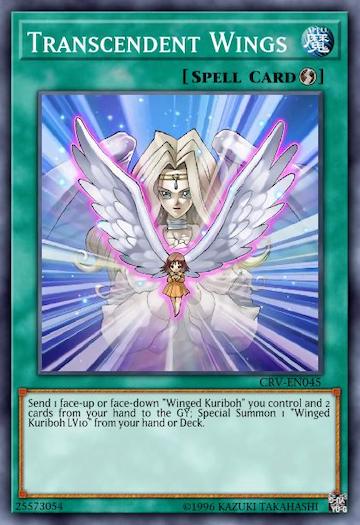 TRANSCENDENT WINGS
魔
[SPELL CARD]
CRV-EN045
Send 1 face-up or face-down "Winged Kuriboh" you control and 2
cards from your hand to the GY; Special Summon 1 "Winged
Kuriboh LV10" from your hand or Deck.
25573054
©1996 KAZUKI TAKAHASHI